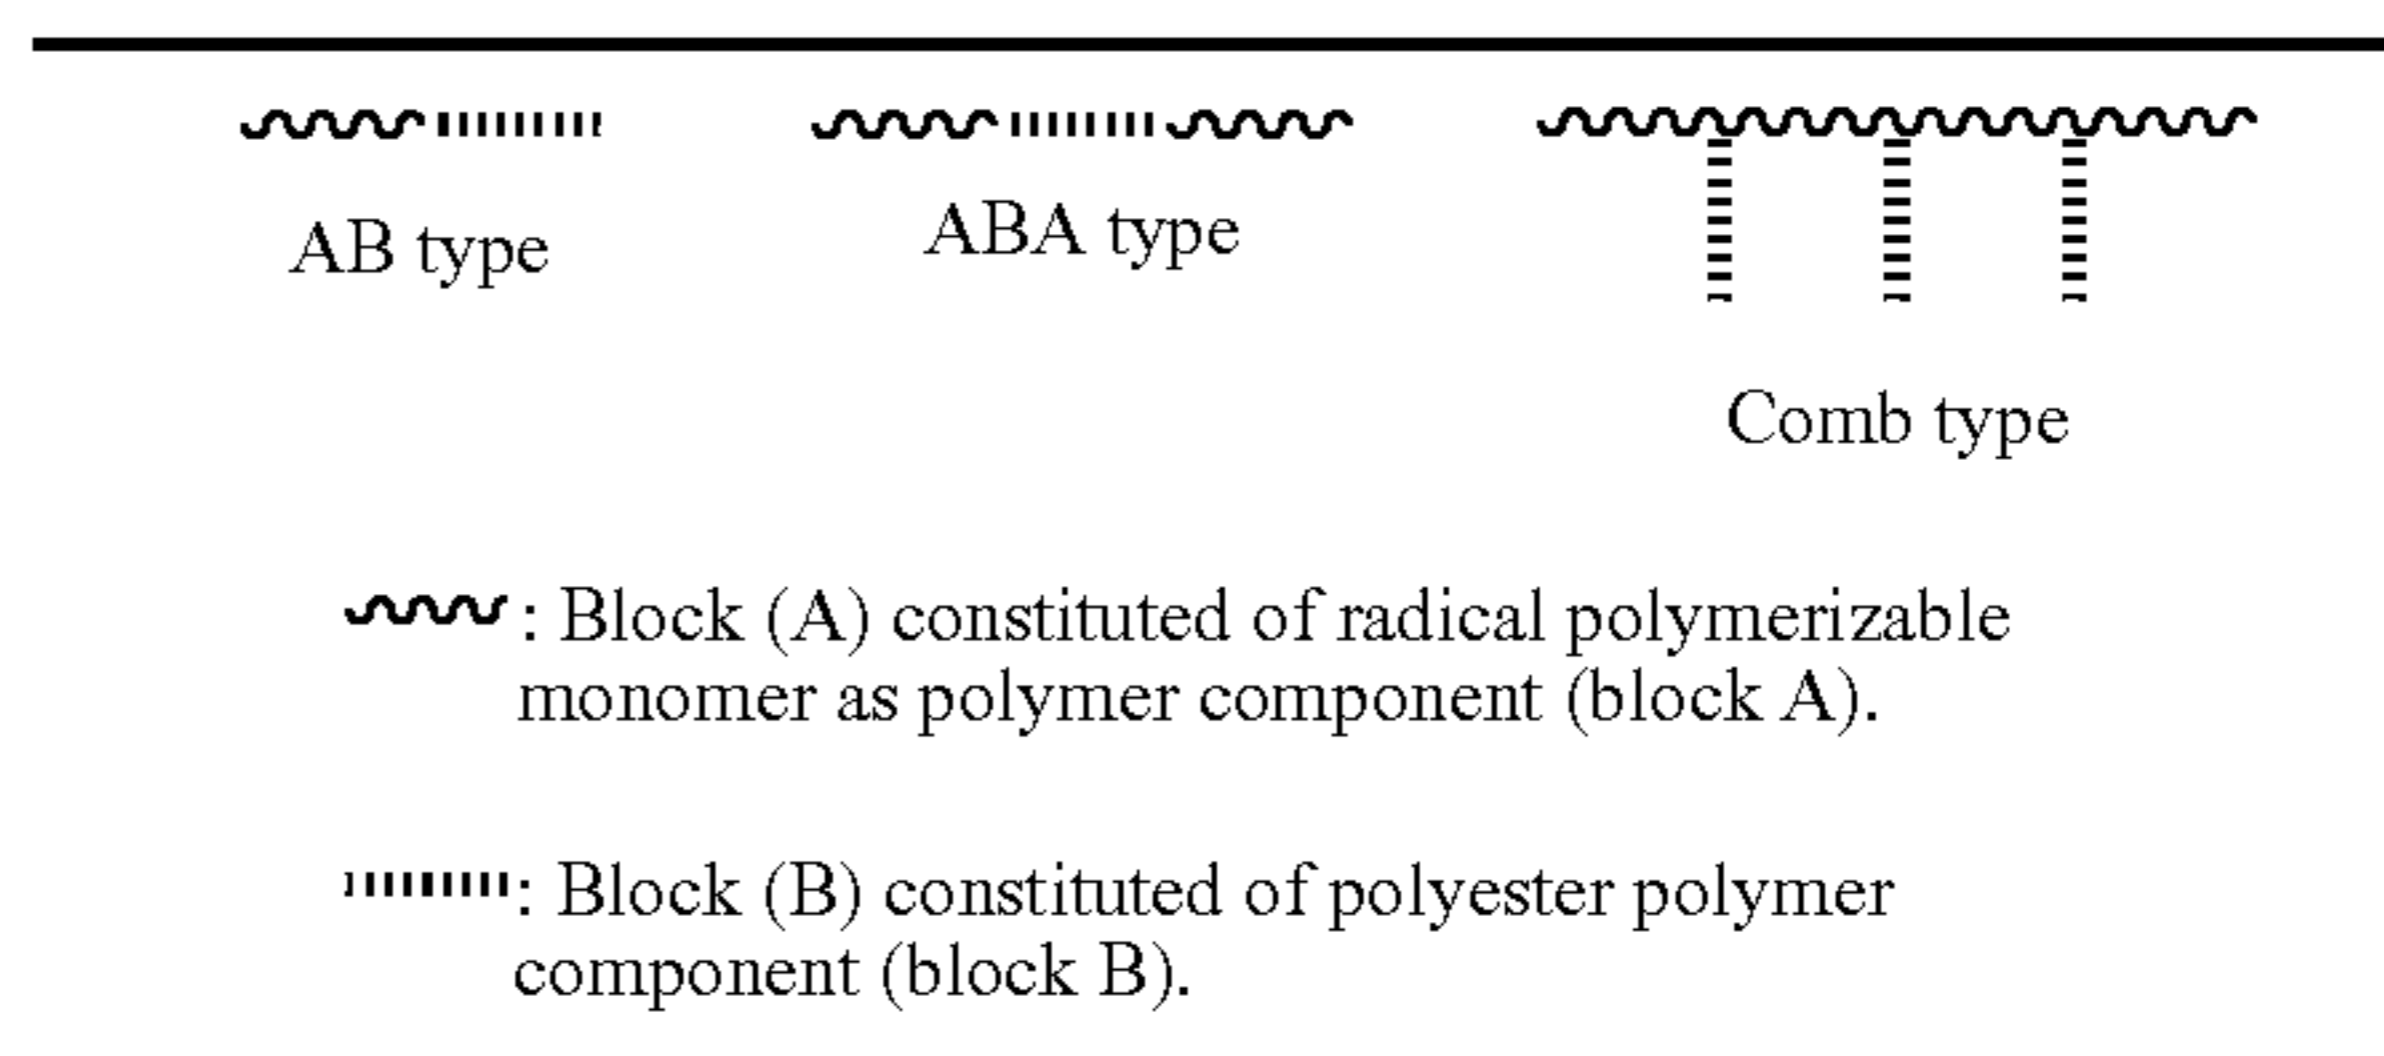 AB type
ABA type
Comb type
: Block (A) constituted of radical polymerizable
monomer as polymer component (block A).
: Block (B) constituted of polyester polymer
component (block B).